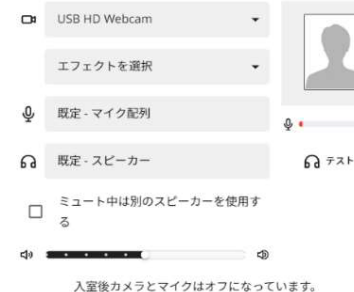 USB HD Webcam
エフェクトを選択
既定 - マイク配列
既定 - スピーカー
テスト
ミュート中は別のスピーカーを使用す
る
入室後カメラとマイクはオフになっています。